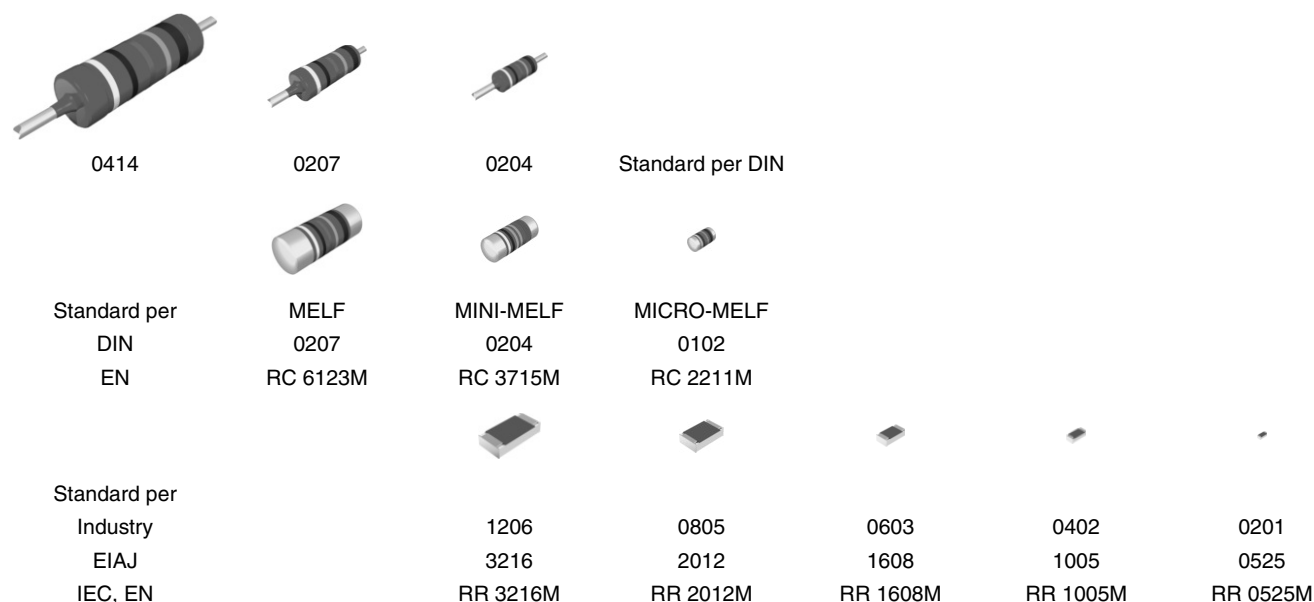 0414 0207 0204 Standard per DIN
Standard per MELF MINI-MELF MICRO-MELF
DIN 0207 0204 0102
EN RC 6123M RC 3715M RC 2211M
Standard per
Industry 1206 0805 0603 0402 0201
EIAJ 3216 2012 1608 1005 0525
IEC, EN RR 3216M RR 2012M RR 1608M RR 1005M RR 0525M